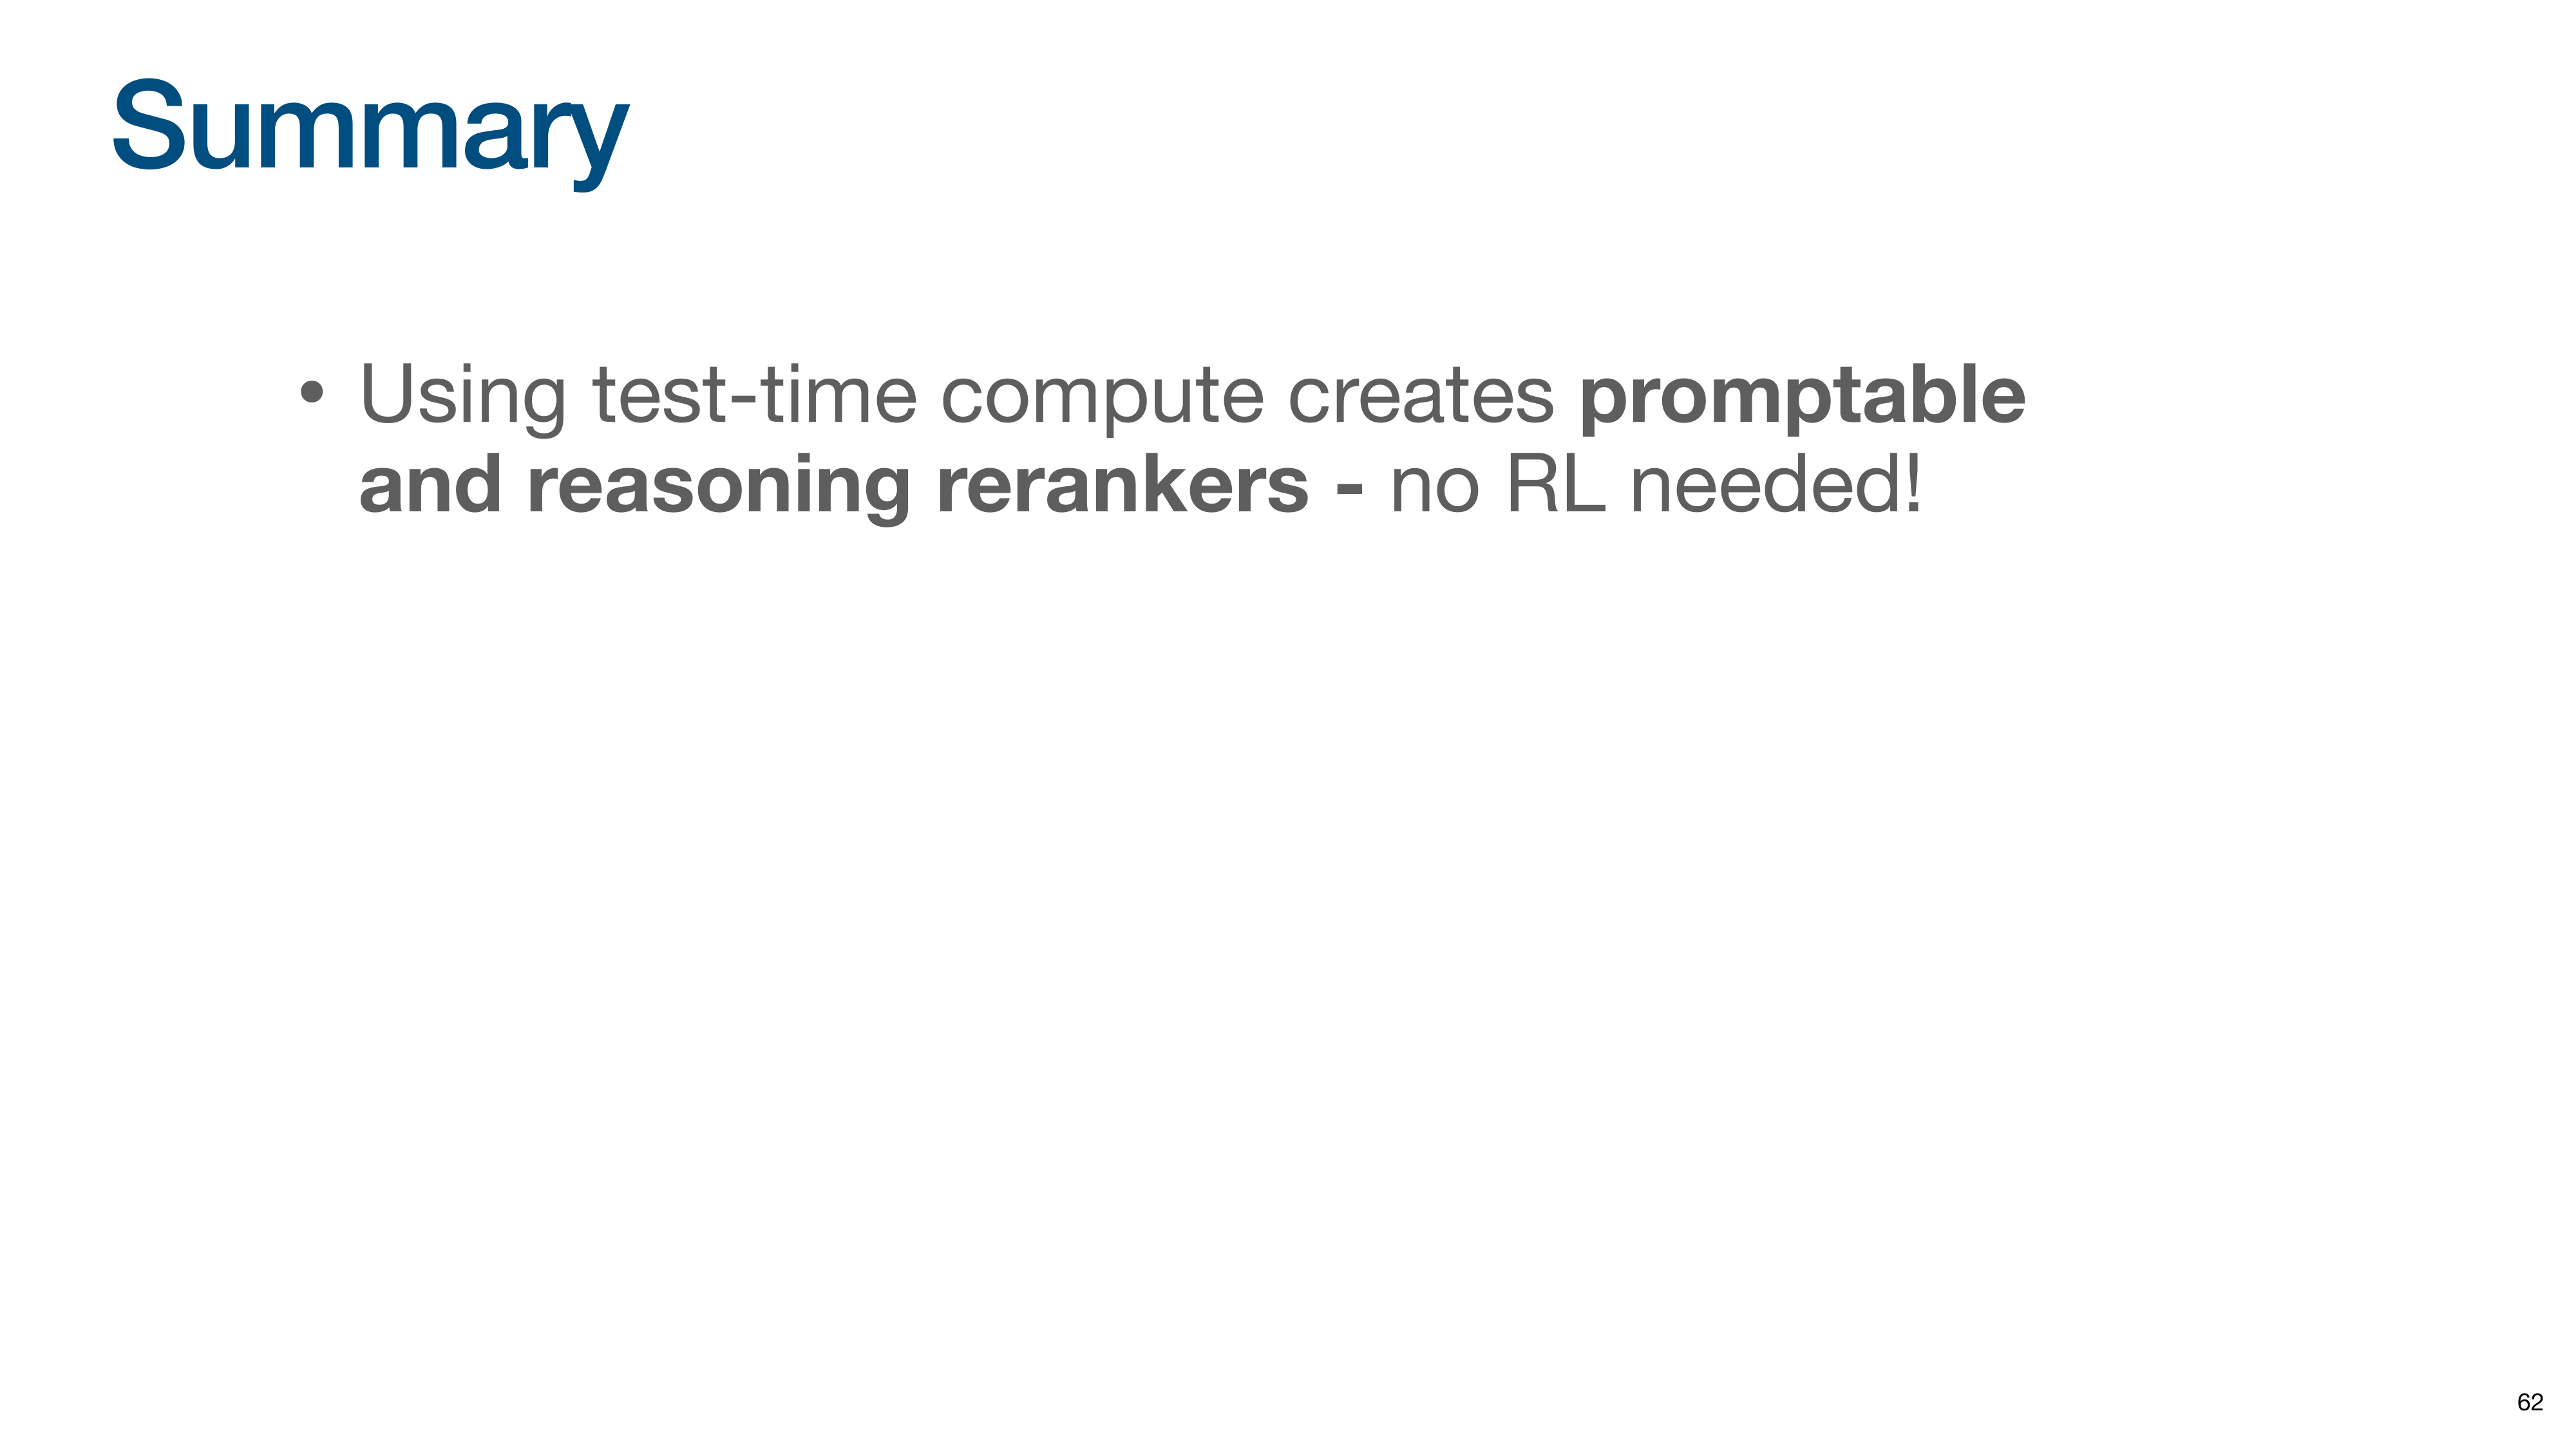 Summary
• Using test-time compute creates promptable
and reasoning rerankers - no RL needed!
62